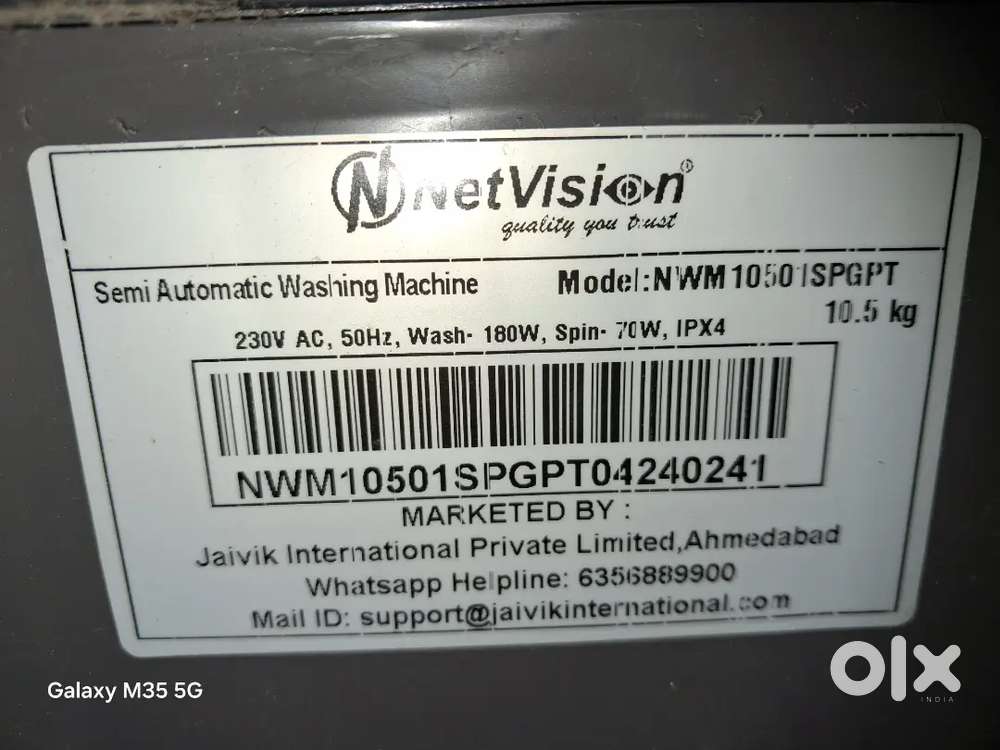 NetVision®
quality you trust
Semi Automatic Washing Machine
Model:NWM10501SPGPT
10.5 kg
230V AC, 50Hz, Wash- 180W, Spin- 70W, IPX4
NWM10501SPGPT04240241
MARKETED BY :
Jaivik International Private Limited,Ahmedabad
Whatsapp Helpline: 6356889900
Mail ID: support@jaivikinternational.com
Galaxy M35 5G
olx
INDIA